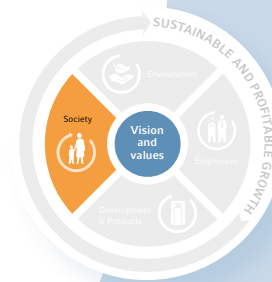 SUSTAINABLE AND PROFITABLE GROWTH
Environment
Society
Vision
and
values
Employees
Development
& Products